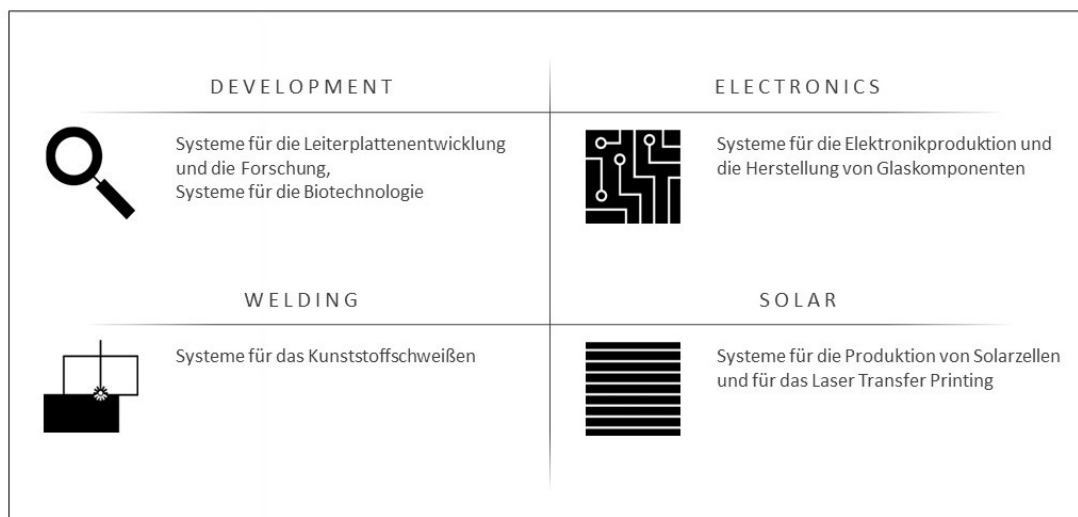 DEVELOPMENT
Systeme für die Leiterplattenentwicklung
und die Forschung,
Systeme für die Biotechnologie
ELECTRONICS
Systeme für die Elektronikproduktion und
die Herstellung von Glaskomponenten
WELDING
Systeme für das Kunststoffschweißen
SOLAR
Systeme für die Produktion von Solarzellen
und für das Laser Transfer Printing